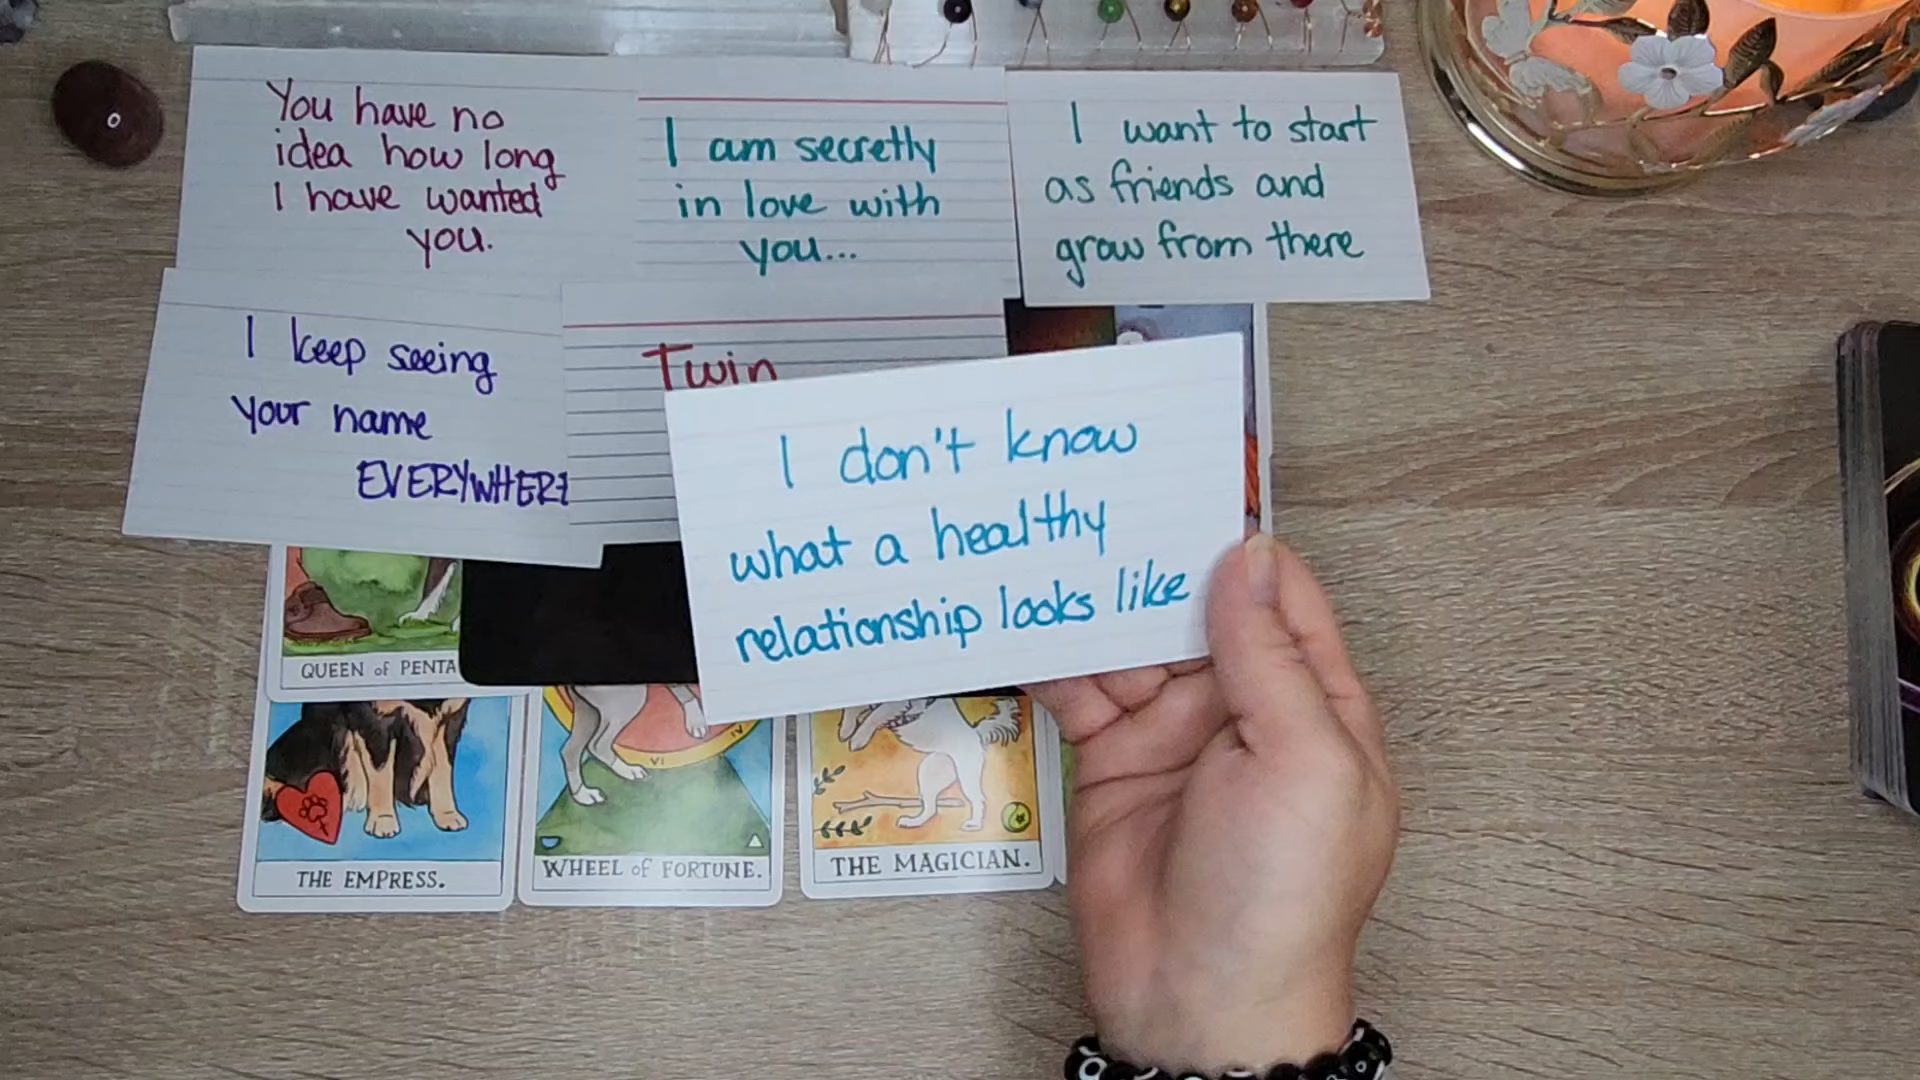 You have no
idea how long
I have wanted
you.
I am secretly
in love with
you...
I want to start
as friends and
grow from there
I keep seeing
your name
EVERYWHERE
Twin
I don't know
what a healthy
relationship looks like
QUEEN of PENTA
THE EMPRESS.
VI
IV
WHEEL of FORTUNE.
THE MAGICIAN.